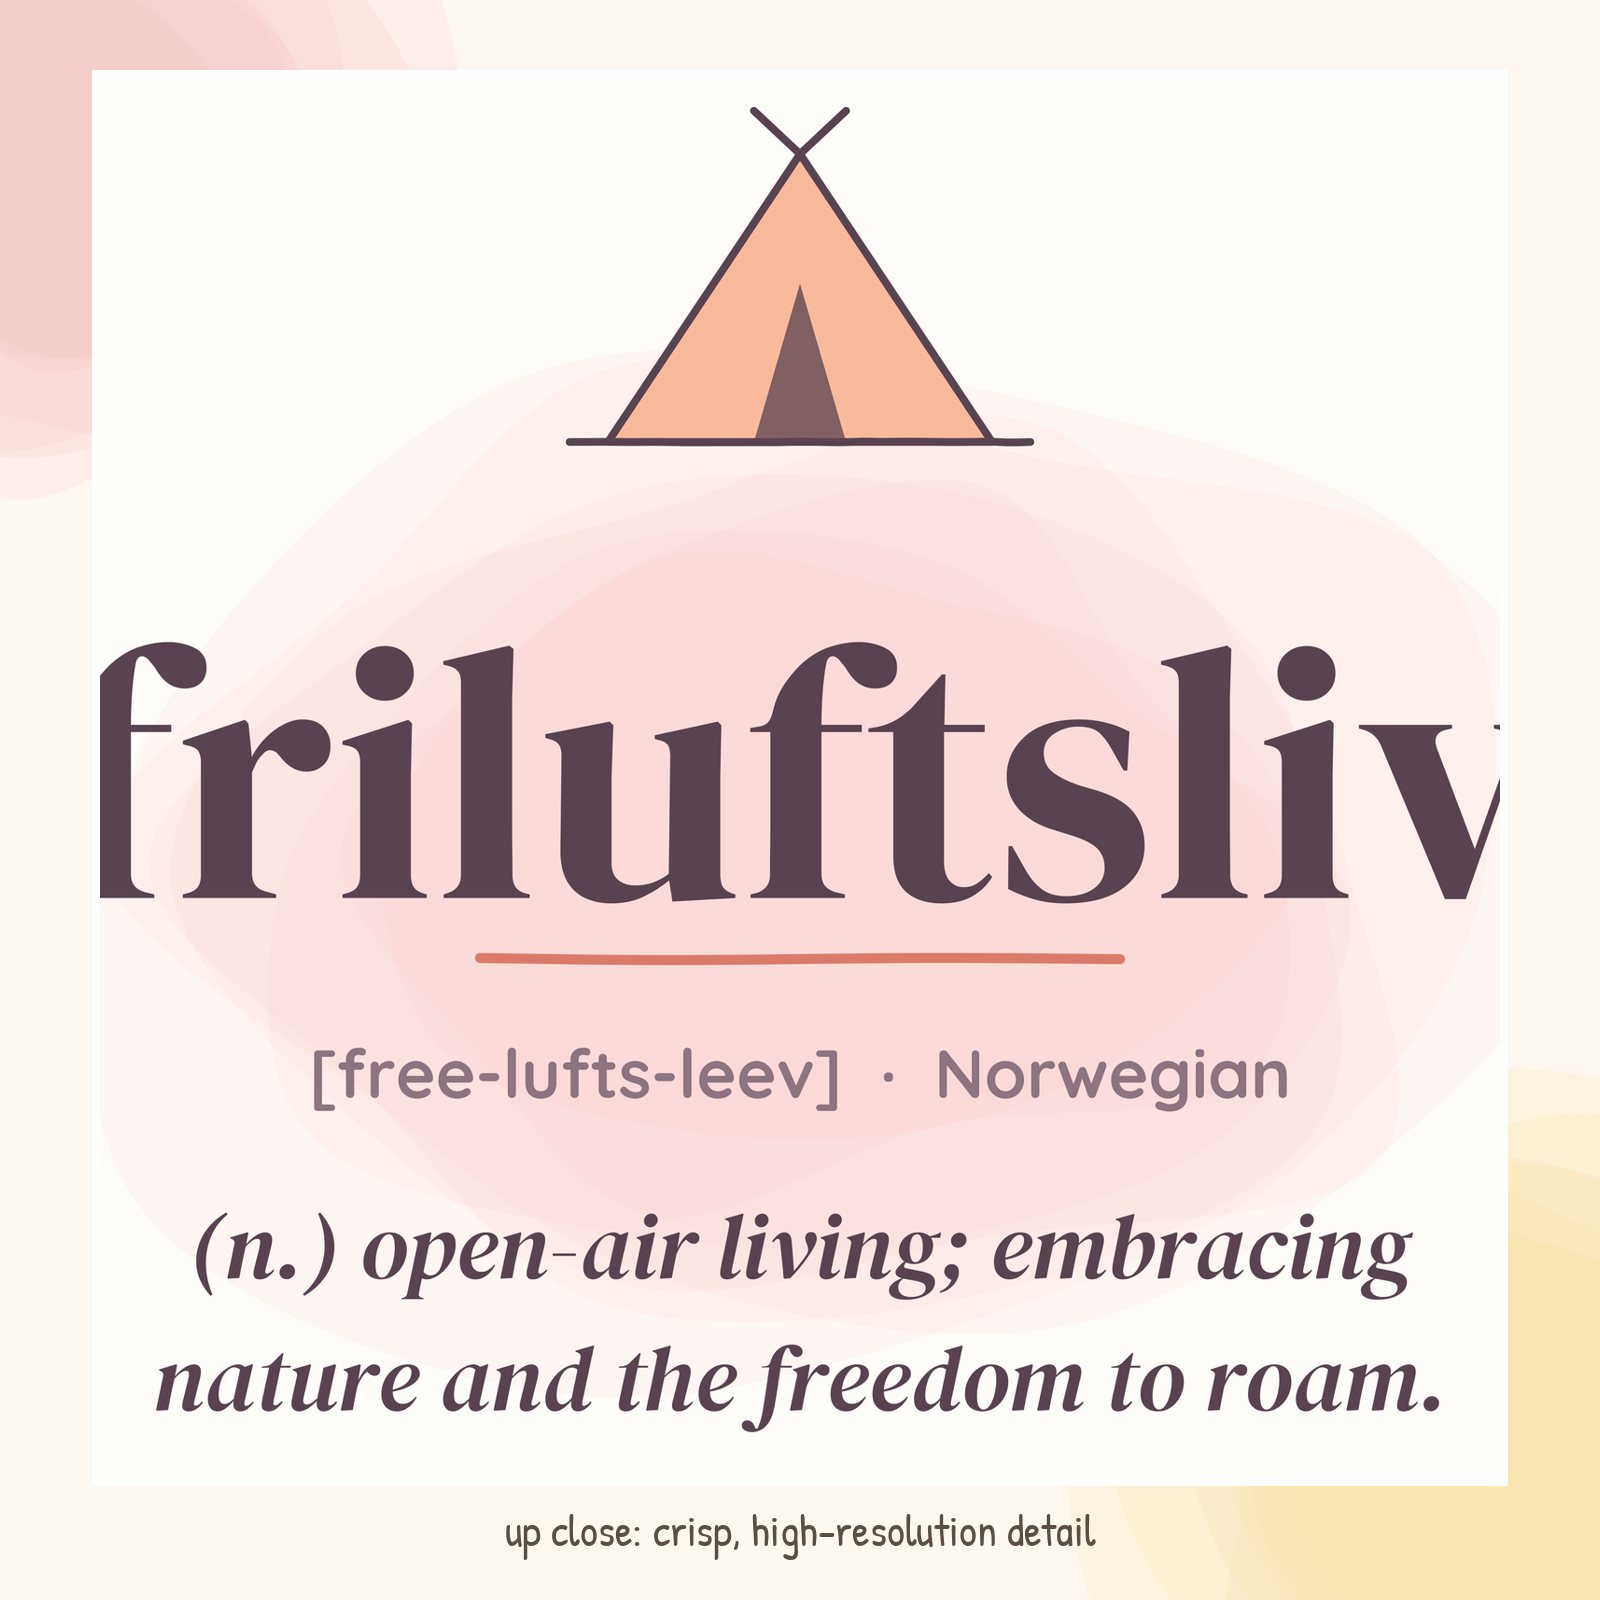 friluftsliv
[free-lufts-leev] · Norwegian
(n.) open-air living; embracing
nature and the freedom to roam.
up close: crisp, high-resolution detail